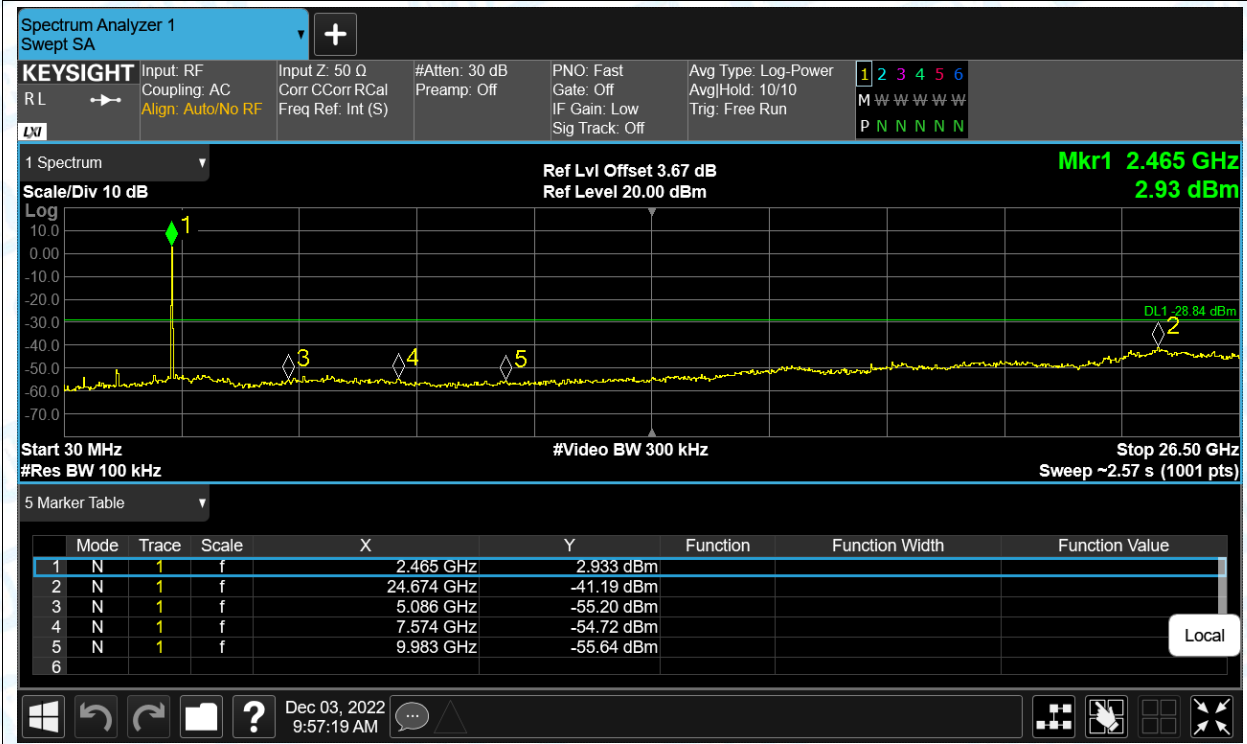 Spectrum Analyzer 1
Swept SA
+
KEYSIGHT
R L
LXI
Input: RF
Coupling: AC
Align: Auto/No RF
Input Z: 50 Ω
Corr CCorr RCal
Freq Ref: Int (S)
#Atten: 30 dB
Preamp: Off
PNO: Fast
Gate: Off
IF Gain: Low
Sig Track: Off
Avg Type: Log-Power
Avg|Hold: 10/10
Trig: Free Run
1 2 3 4 5 6
M W W W W W
P N N N N N
1 Spectrum
Scale/Div 10 dB
Ref Lvl Offset 3.67 dB
Ref Level 20.00 dBm
Mkr1 2.465 GHz
2.93 dBm
Log
10.0
0.00
-10.0
-20.0
-30.0
-40.0
-50.0
-60.0
-70.0
1
DL1 -28.84 dBm
2
3
4
5
Start 30 MHz
#Res BW 100 kHz
#Video BW 300 kHz
Stop 26.50 GHz
Sweep ~2.57 s (1001 pts)
5 Marker Table
Mode Trace Scale X Y Function Function Width Function Value
1 N 1 f 2.465 GHz 2.933 dBm
2 N 1 f 24.674 GHz -41.19 dBm
3 N 1 f 5.086 GHz -55.20 dBm
4 N 1 f 7.574 GHz -54.72 dBm
5 N 1 f 9.983 GHz -55.64 dBm
6
Local
?
Dec 03, 2022
9:57:19 AM